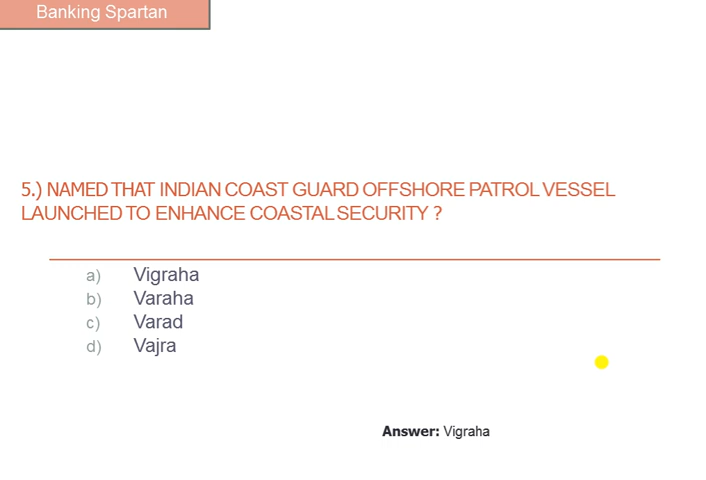 Banking Spartan
5.) NAMED THAT INDIAN COAST GUARD OFFSHORE PATROL VESSEL
LAUNCHED TO ENHANCE COASTAL SECURITY ?
a) Vigraha
b) Varaha
c) Varad
d) Vajra
Answer: Vigraha